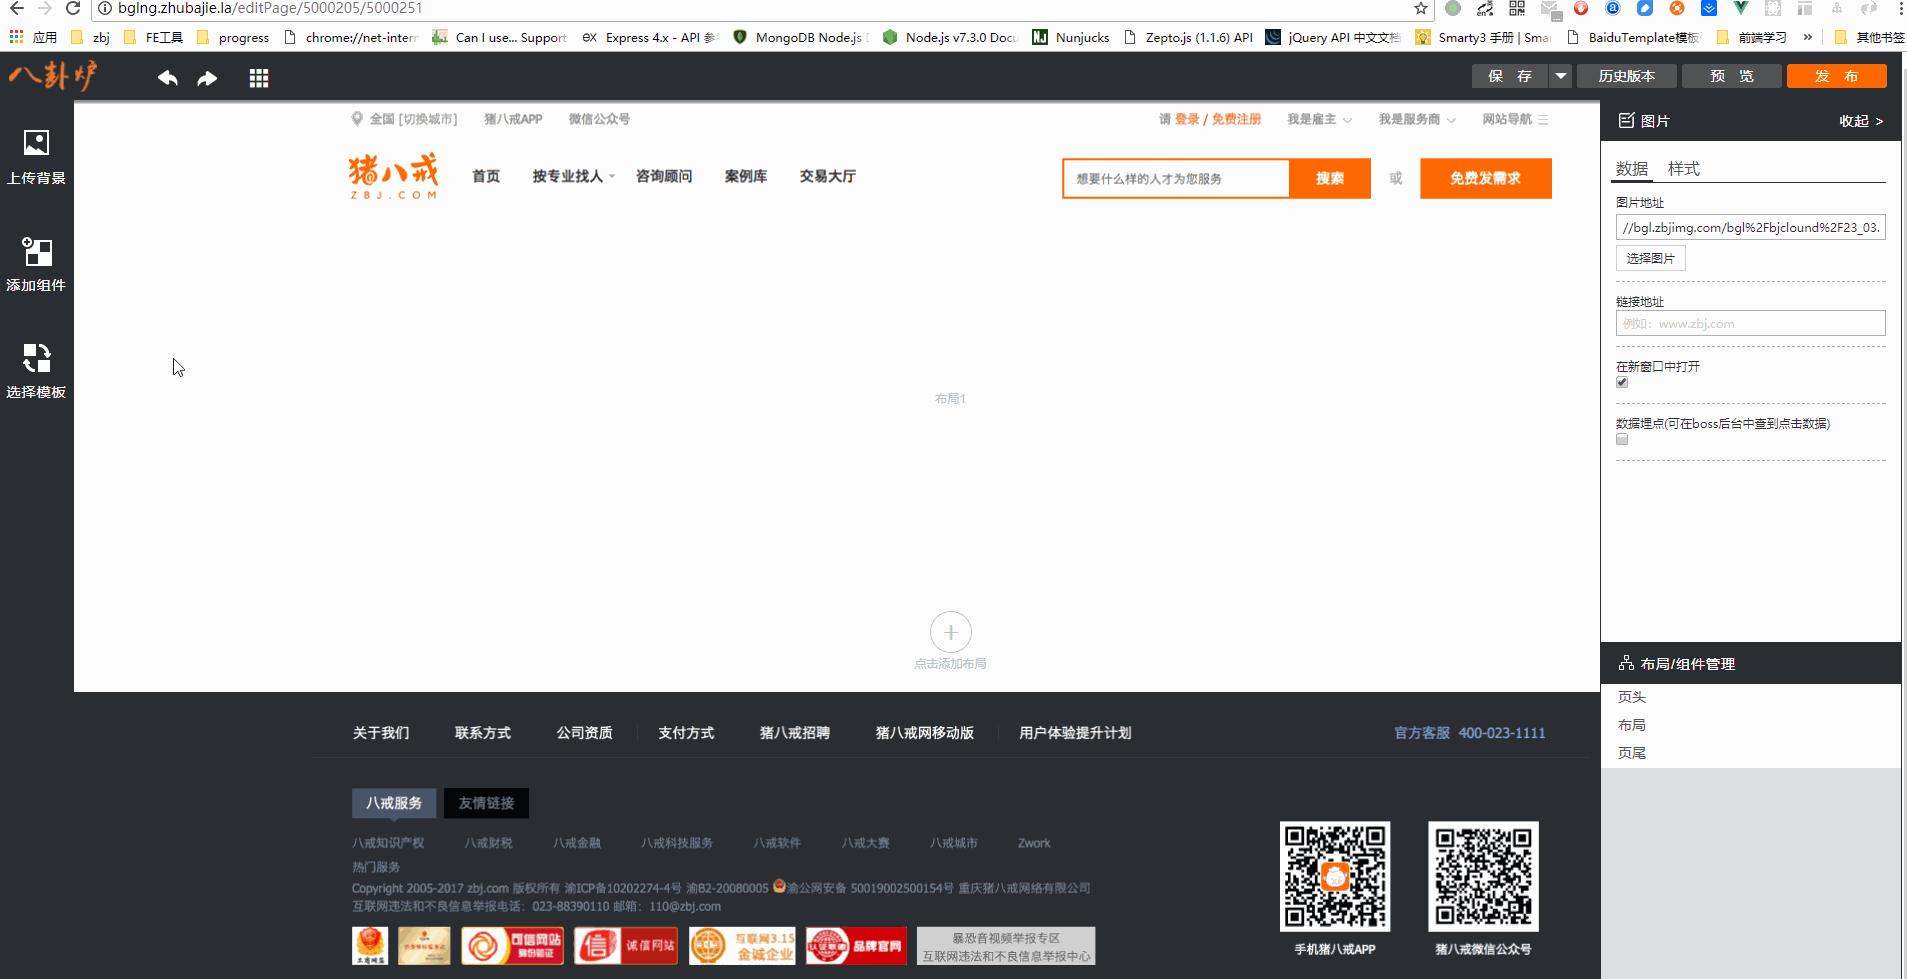 bglng.zhubajie.la/editPage/5000205/5000251
应用 zbj FE工具 progress chrome://net-intern Can I use... Support Express 4.x - API 参 MongoDB Node.js D Node.js v7.3.0 Docu Nunjucks Zepto.js (1.1.6) API jQuery API 中文文档 Smarty3 手册 | Sma BaiduTemplate模板 前端学习 » 其他书签
八卦炉
保 存 历史版本 预 览 发 布
上传背景
添加组件
选择模板
全国 [切换城市] 猪八戒APP 微信公众号 请 登录 / 免费注册 我是雇主 我是服务商 网站导航
猪八戒
ZBJ.COM
首页 按专业找人 咨询顾问 案例库 交易大厅 想要什么样的人才为您服务 搜索 或 免费发需求
布局1
点击添加布局
图片 收起 >
数据 样式
图片地址
//bgl.zbjimg.com/bgl%2Fbjclound%2F23_03.
选择图片
链接地址
例如：www.zbj.com
在新窗口中打开
数据埋点(可在boss后台中查到点击数据)
布局/组件管理
页头
布局
页尾
关于我们 联系方式 公司资质 支付方式 猪八戒招聘 猪八戒网移动版 用户体验提升计划 官方客服 400-023-1111
八戒服务 友情链接
八戒知识产权 八戒财税 八戒金融 八戒科技服务 八戒软件 八戒大赛 八戒城市 Zwork
热门服务
Copyright 2005-2017 zbj.com 版权所有 渝ICP备10202274-4号 渝B2-20080005 渝公网安备 50019002500154号 重庆猪八戒网络有限公司
互联网违法和不良信息举报电话：023-88390110 邮箱：110@zbj.com
工商网监
可信网站
身份验证
信 诚信网站
互联网3.15
金诚企业
品牌官网
暴恐音视频举报专区
互联网违法和不良信息举报中心
手机猪八戒APP 猪八戒微信公众号